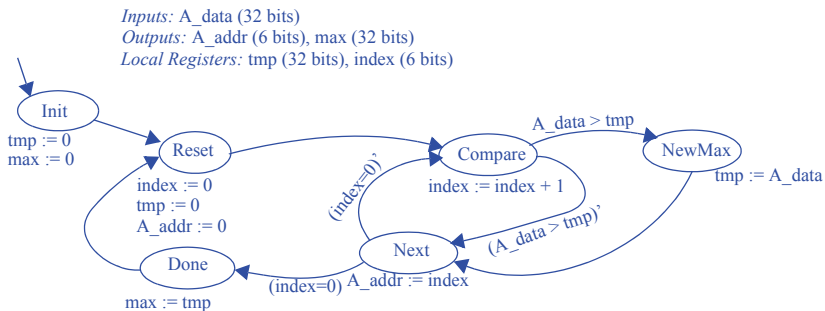 Inputs: A_data (32 bits)
Outputs: A_addr (6 bits), max (32 bits)
Local Registers: tmp (32 bits), index (6 bits)
Init
tmp := 0
max := 0
Reset
index := 0
tmp := 0
A_addr := 0
Compare
index := index + 1
A_data > tmp
NewMax
tmp := A_data
(index=0)’
(A_data > tmp)’
Next
A_addr := index
(index=0)
Done
max := tmp